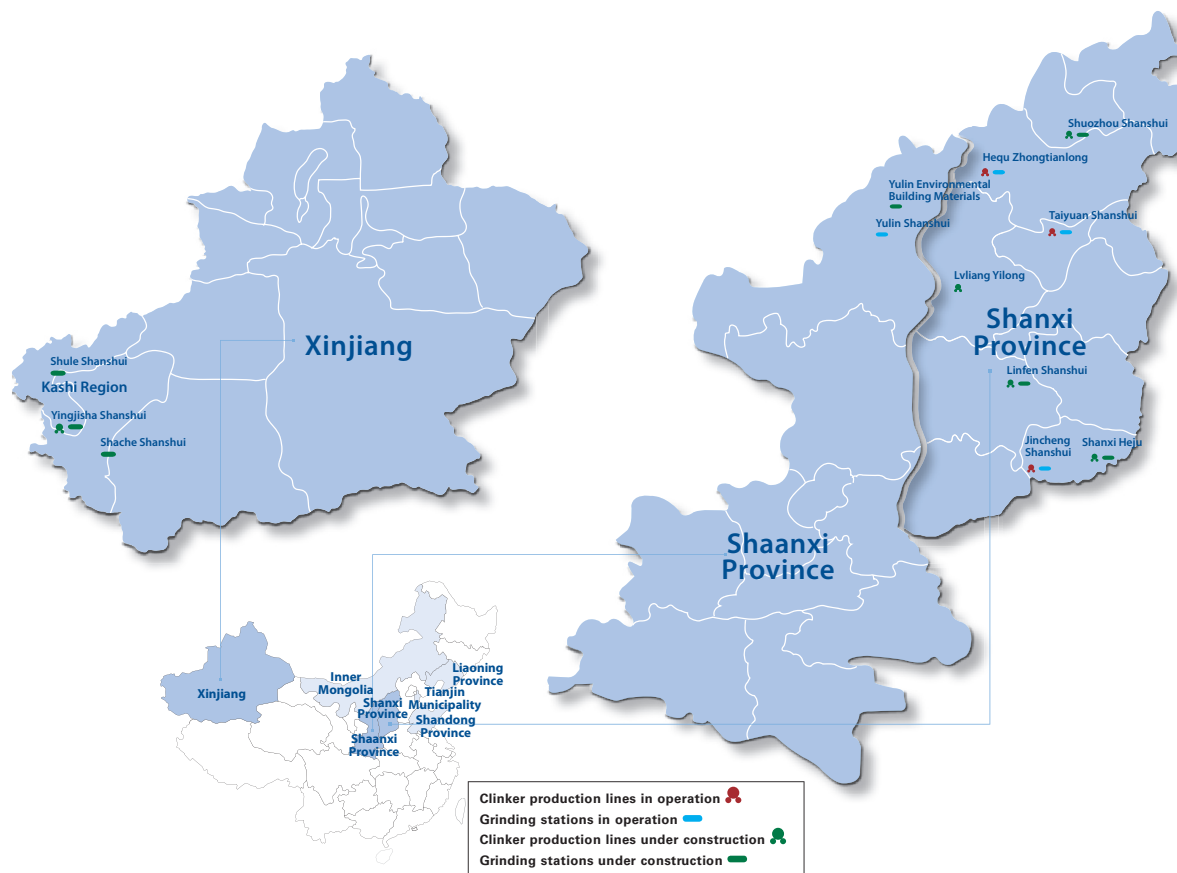 Shuozhou Shanshui
Hequ Zhongtianlong
Yulin Environmental
Building Materials
Yulin Shanshui
Taiyuan Shanshui
Lvliang Yilong
Shanxi
Province
Linfen Shanshui
Jincheng
Shanshui
Shanxi Heju
Xinjiang
Shule Shanshui
Kashi Region
Yingjisha Shanshui
Shache Shanshui
Shaanxi
Province
Xinjiang
Inner
Mongolia
Liaoning
Province
Shanxi
Province
Tianjin
Municipality
Shandong
Province
Shaanxi
Province
Clinker production lines in operation
Grinding stations in operation
Clinker production lines under construction
Grinding stations under construction